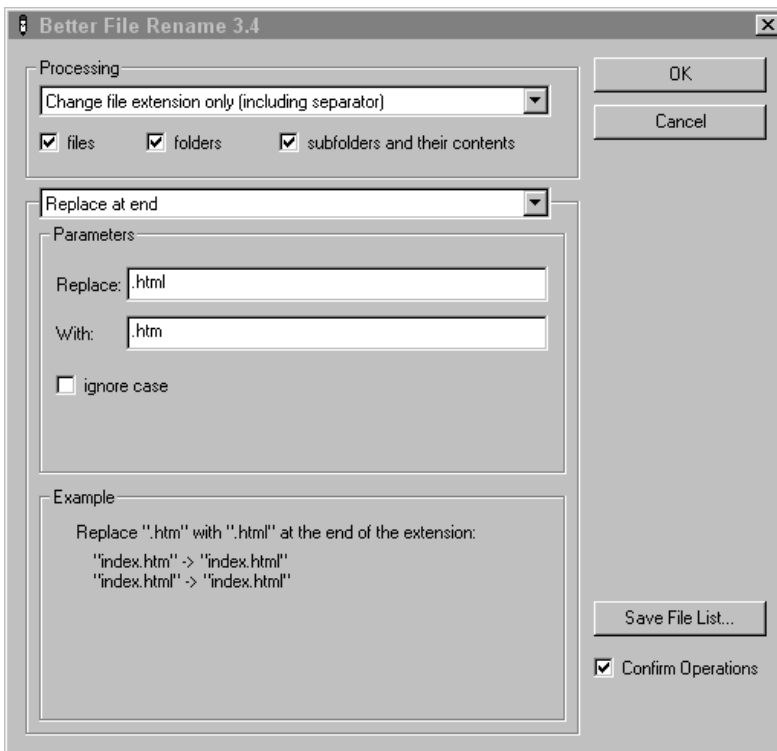 Better File Rename 3.4
Processing
Change file extension only (including separator)
files folders subfolders and their contents
OK
Cancel
Replace at end
Parameters
Replace: .html
With: .htm
ignore case
Example
Replace ".htm" with ".html" at the end of the extension:
"index.htm" -> "index.html"
"index.html" -> "index.html"
Save File List...
Confirm Operations